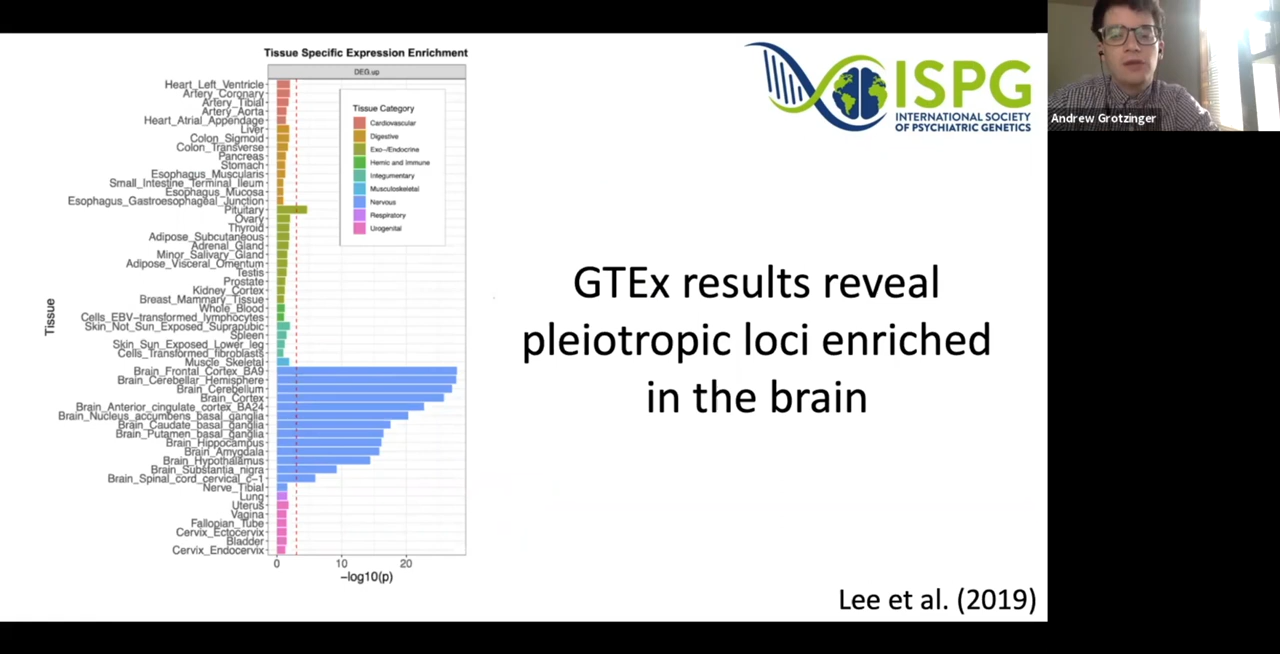 Tissue Specific Expression Enrichment
DEG.up
Heart_Left_Ventricle
Artery_Coronary
Artery_Tibial
Artery_Aorta
Heart_Atrial_Appendage
Liver
Colon_Sigmoid
Colon_Transverse
Pancreas
Stomach
Esophagus_Muscularis
Small_Intestine_Terminal_Ileum
Esophagus_Mucosa
Esophagus_Gastroesophageal_Junction
Pituitary
Ovary
Thyroid
Adipose_Subcutaneous
Adrenal_Gland
Minor_Salivary_Gland
Adipose_Visceral_Omentum
Testis
Prostate
Kidney_Cortex
Breast_Mammary_Tissue
Whole_Blood
Cells_EBV-transformed_lymphocytes
Skin_Not_Sun_Exposed_Suprapubic
Spleen
Skin_Sun_Exposed_Lower_leg
Cells_Transformed_fibroblasts
Muscle_Skeletal
Brain_Frontal_Cortex_BA9
Brain_Cerebellar_Hemisphere
Brain_Cerebellum
Brain_Cortex
Brain_Anterior_cingulate_cortex_BA24
Brain_Nucleus_accumbens_basal_ganglia
Brain_Caudate_basal_ganglia
Brain_Putamen_basal_ganglia
Brain_Hippocampus
Brain_Amygdala
Brain_Hypothalamus
Brain_Substantia_nigra
Brain_Spinal_cord_cervical_c-1
Nerve_Tibial
Lung
Uterus
Vagina
Fallopian_Tube
Cervix_Ectocervix
Bladder
Cervix_Endocervix
Tissue
0 10 20
−log10(p)
Tissue Category
Cardiovascular
Digestive
Exo-/Endocrine
Hemic and Immune
Integumentary
Musculoskeletal
Nervous
Respiratory
Urogenital
ISPG
INTERNATIONAL SOCIETY
OF PSYCHIATRIC GENETICS
GTEx results reveal
pleiotropic loci enriched
in the brain
Lee et al. (2019)
Andrew Grotzinger